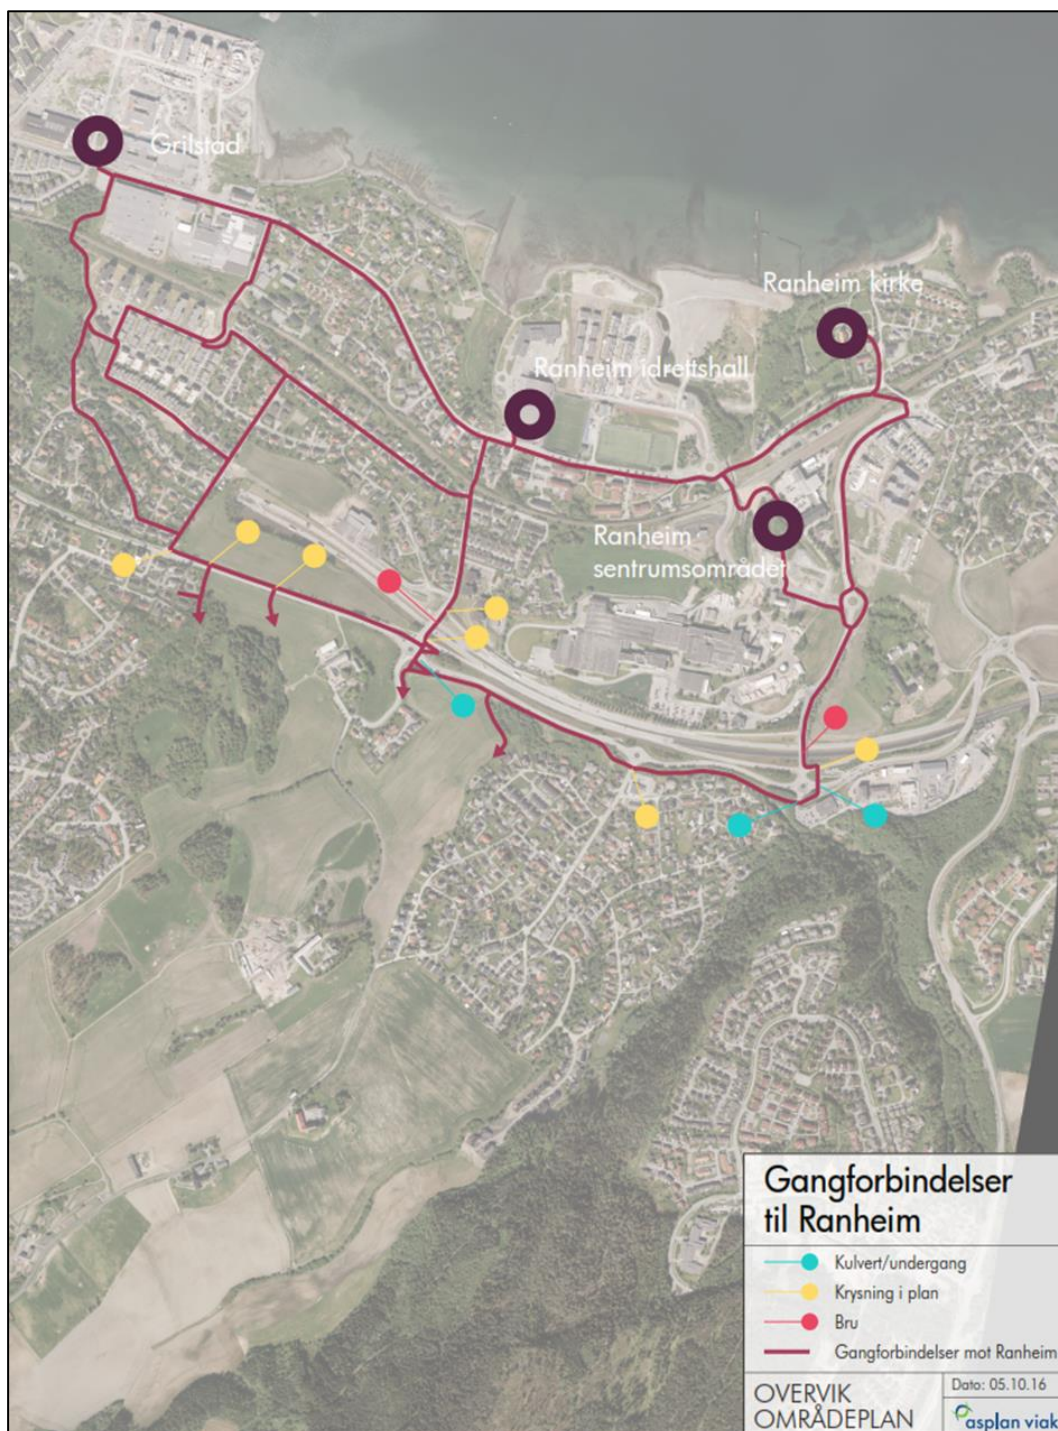 Grilstad
Ranheim kirke
Ranheim idrettshall
Ranheim
sentrumsområdet
Gangforbindelser
til Ranheim
Kulvert/undergang
Krysning i plan
Bru
Gangforbindelser mot Ranheim
OVERVIK
OMRÅDEPLAN
Dato: 05.10.16
asplan viak